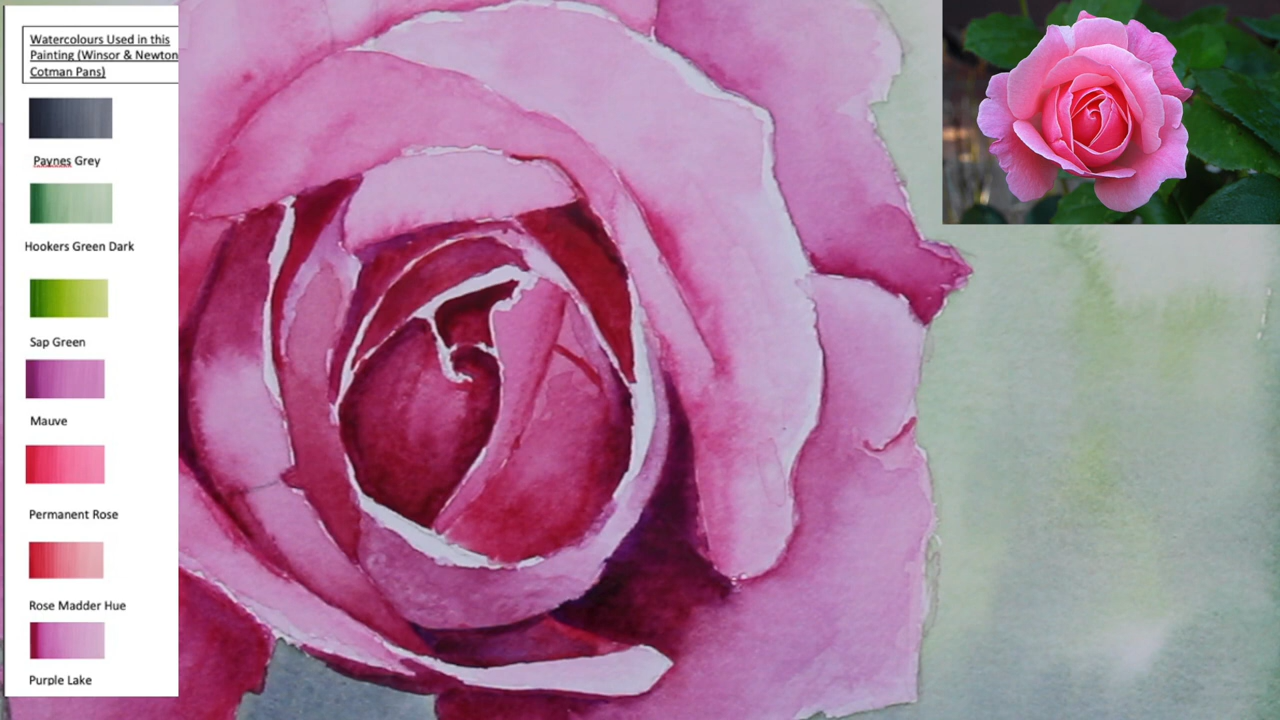 Watercolours Used in this
Painting (Winsor & Newton
Cotman Pans)
Paynes Grey
Hookers Green Dark
Sap Green
Mauve
Permanent Rose
Rose Madder Hue
Purple Lake